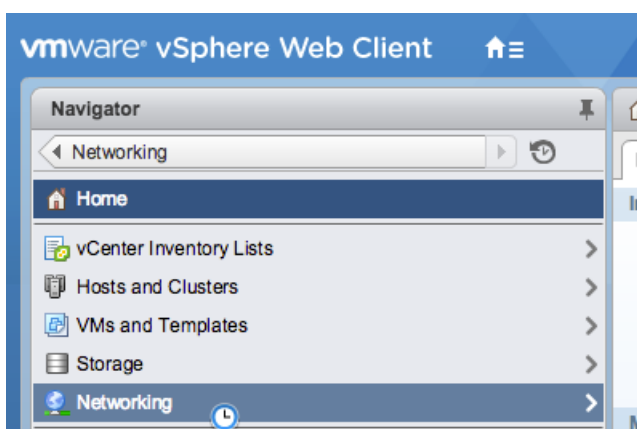 vmware® vSphere Web Client
Navigator
Networking
Home
vCenter Inventory Lists
Hosts and Clusters
VMs and Templates
Storage
Networking